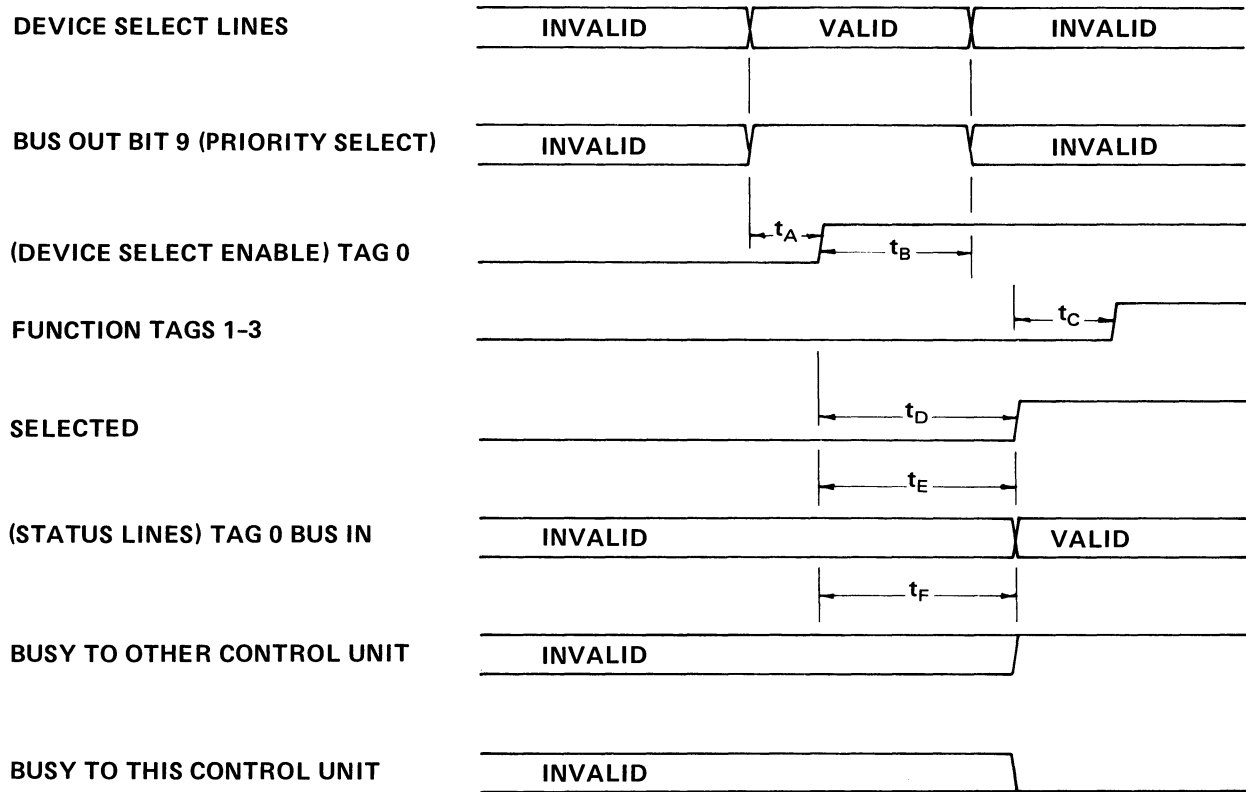 DEVICE SELECT LINES INVALID VALID INVALID
BUS OUT BIT 9 (PRIORITY SELECT) INVALID INVALID
tA
(DEVICE SELECT ENABLE) TAG 0 tB
FUNCTION TAGS 1-3 tC
SELECTED tD
tE
(STATUS LINES) TAG 0 BUS IN INVALID VALID
tF
BUSY TO OTHER CONTROL UNIT INVALID
BUSY TO THIS CONTROL UNIT INVALID